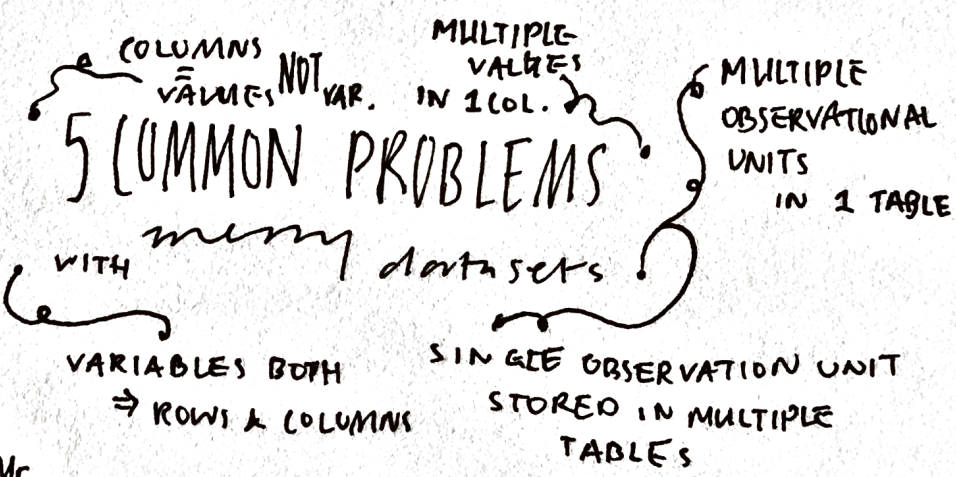 COLUMNS
=
VALUES NOT VAR.
MULTIPLE
VALUES
IN 1 COL.
MULTIPLE
OBSERVATIONAL
UNITS
IN 1 TABLE
5 COMMON PROBLEMS
WITH messy datasets
VARIABLES BOTH
⇒ ROWS & COLUMNS
SINGLE OBSERVATION UNIT
STORED IN MULTIPLE
TABLES